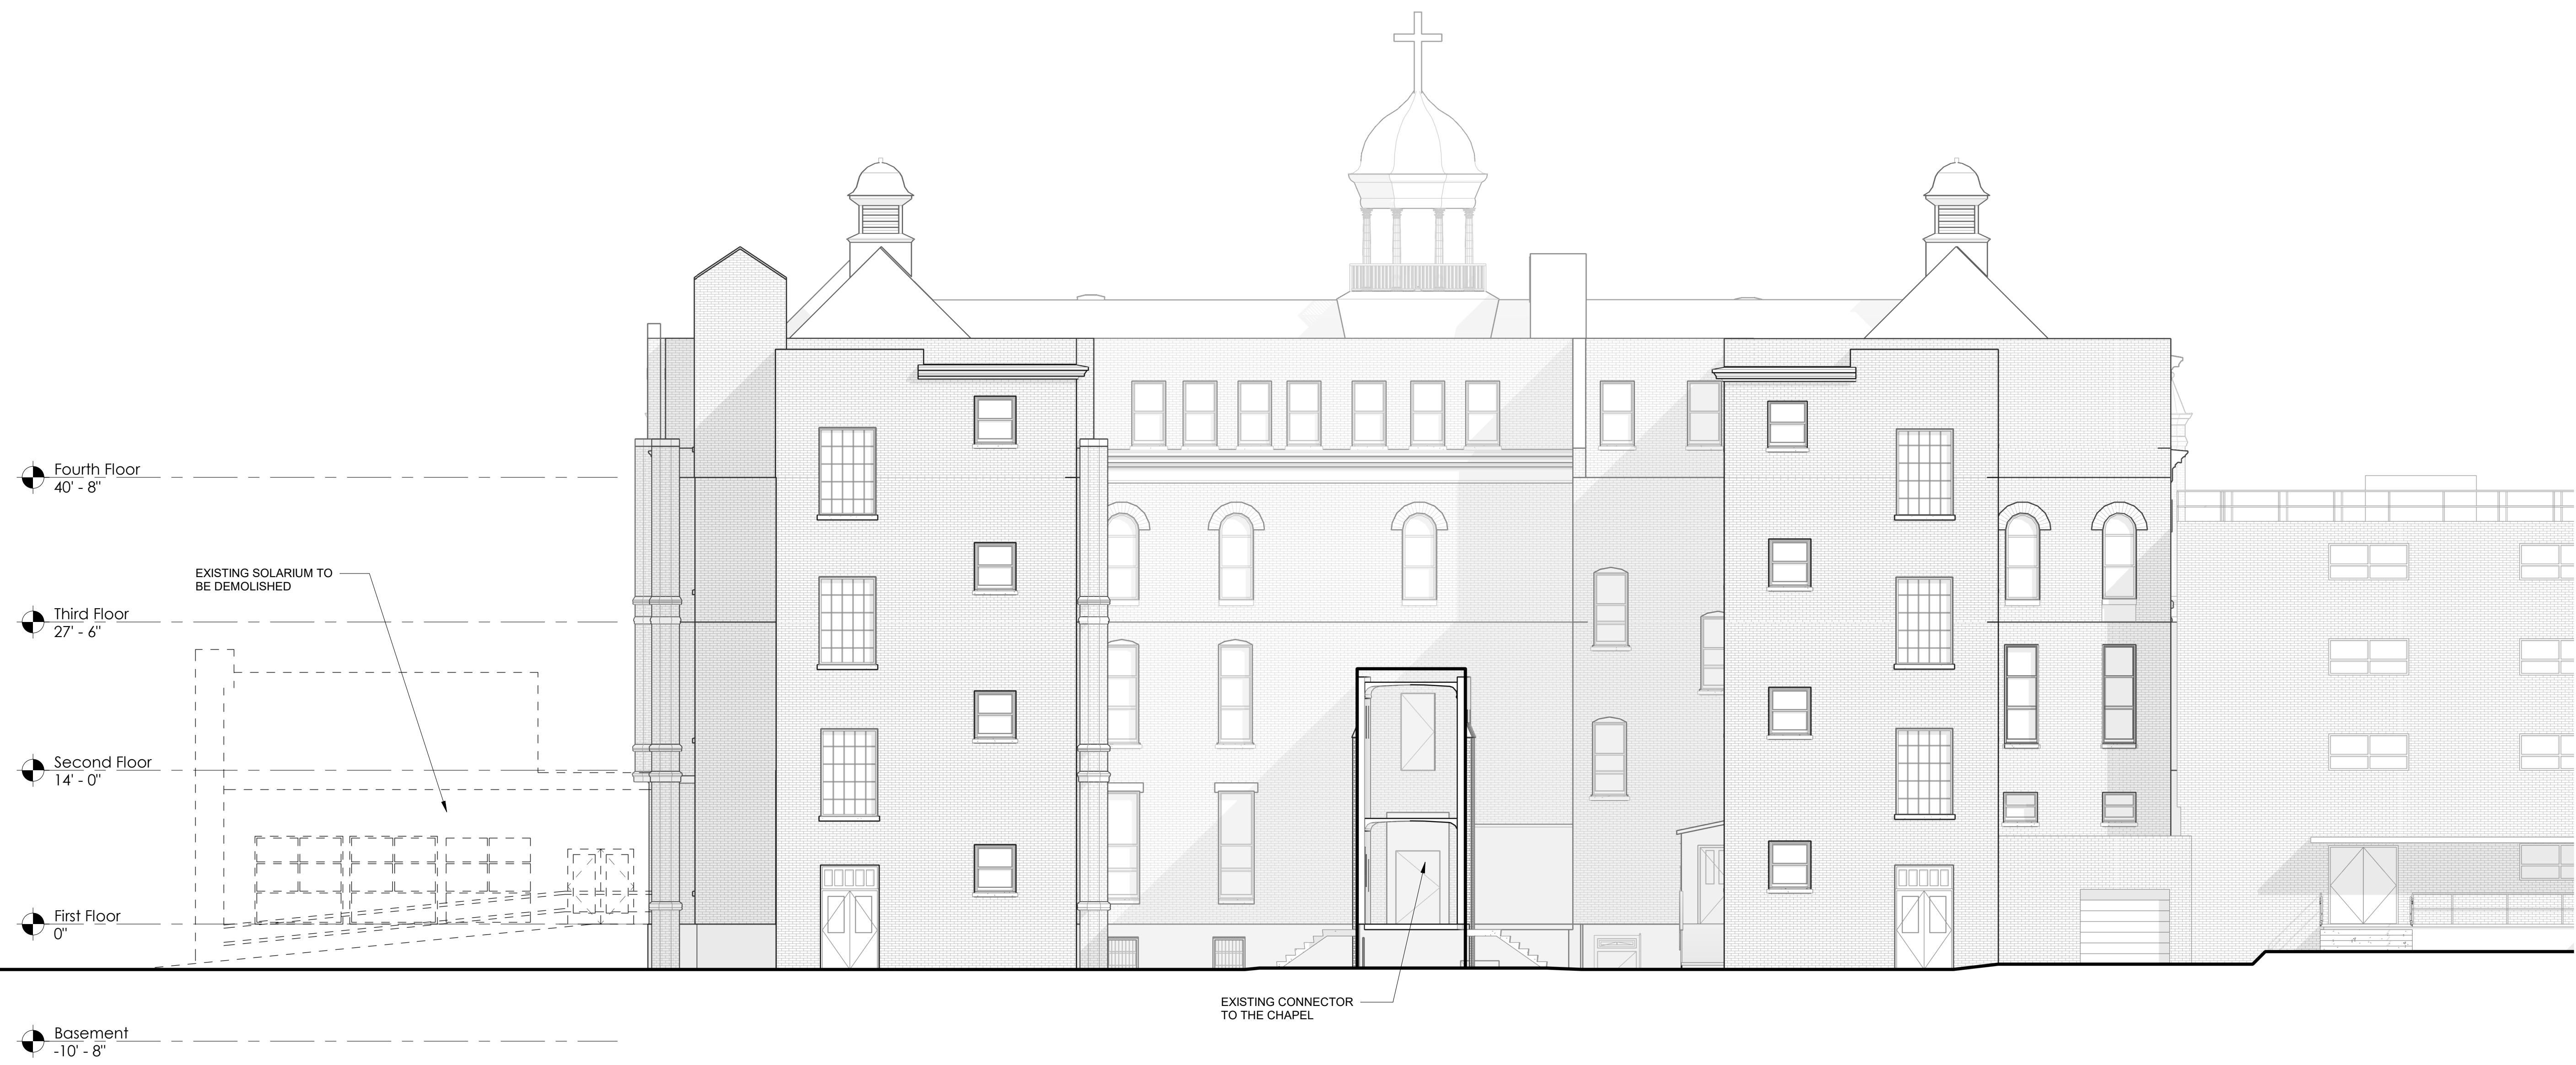 Fourth Floor
40' - 8"
EXISTING SOLARIUM TO
BE DEMOLISHED
Third Floor
27' - 6"
Second Floor
14' - 0"
First Floor
0"
EXISTING CONNECTOR
TO THE CHAPEL
Basement
-10' - 8"